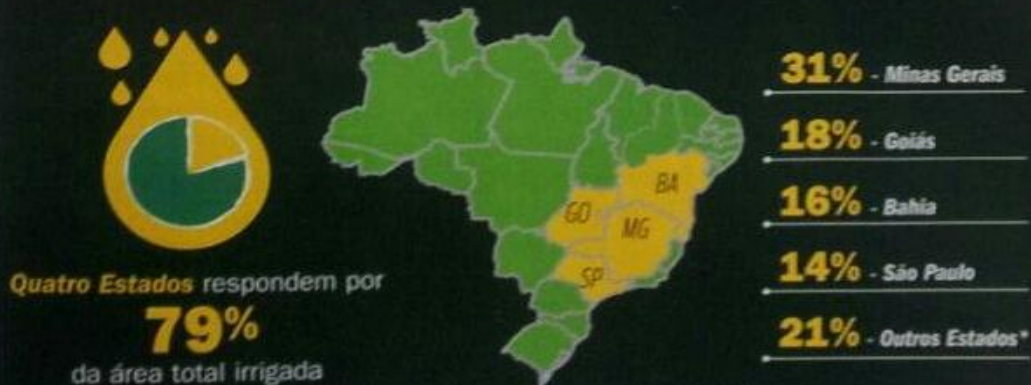 Quatro Estados respondem por
79%
da área total irrigada
BA
GO
MG
SP
31% - Minas Gerais
18% - Goiás
16% - Bahia
14% - São Paulo
21% - Outros Estados*